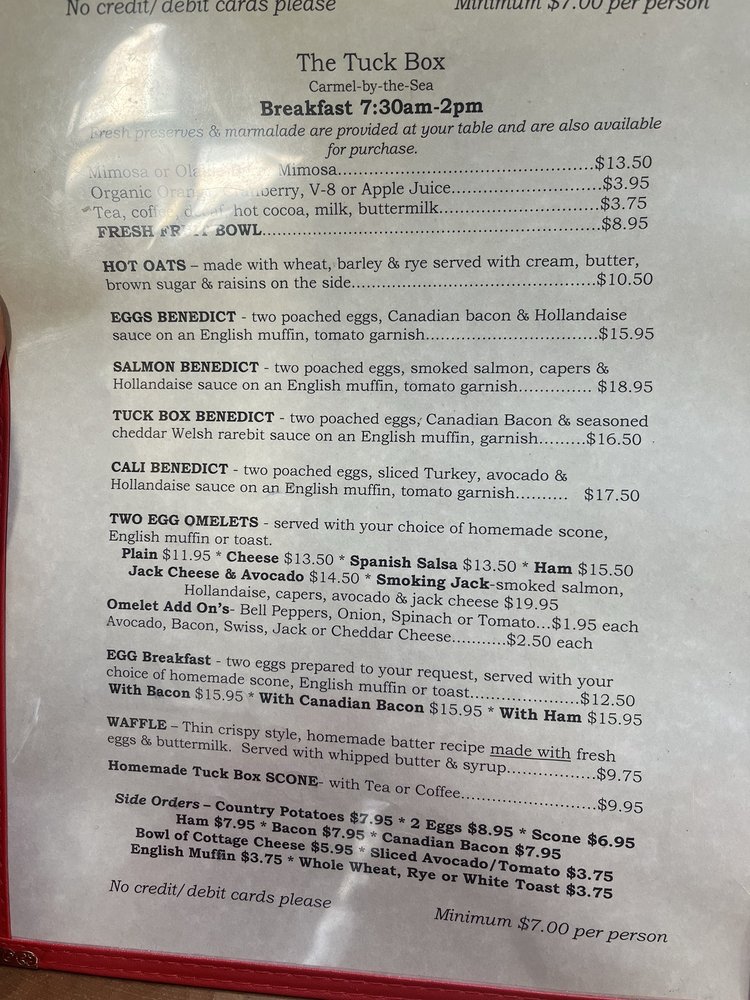 No credit/debit cards please Minimum $7.00 per person
The Tuck Box
Carmel-by-the-Sea
Breakfast 7:30am-2pm
Fresh preserves & marmalade are provided at your table and are also available
for purchase.
Mimosa or Mimosa..........................................$13.50
Organic Cranberry, V-8 or Apple Juice.........................$3.95
Tea, coffee, decaf, hot cocoa, milk, buttermilk...........................$3.75
FRESH FRUIT BOWL......................................................$8.95
HOT OATS – made with wheat, barley & rye served with cream, butter,
brown sugar & raisins on the side.......................................$10.50
EGGS BENEDICT - two poached eggs, Canadian bacon & Hollandaise
sauce on an English muffin, tomato garnish............................$15.95
SALMON BENEDICT - two poached eggs, smoked salmon, capers &
Hollandaise sauce on an English muffin, tomato garnish............. $18.95
TUCK BOX BENEDICT - two poached eggs, Canadian Bacon & seasoned
cheddar Welsh rarebit sauce on an English muffin, garnish.........$16.50
CALI BENEDICT - two poached eggs, sliced Turkey, avocado &
Hollandaise sauce on an English muffin, tomato garnish.......... $17.50
TWO EGG OMELETS - served with your choice of homemade scone,
English muffin or toast.
Plain $11.95 * Cheese $13.50 * Spanish Salsa $13.50 * Ham $15.50
Jack Cheese & Avocado $14.50 * Smoking Jack-smoked salmon,
Hollandaise, capers, avocado & jack cheese $19.95
Omelet Add On's- Bell Peppers, Onion, Spinach or Tomato...$1.95 each
Avocado, Bacon, Swiss, Jack or Cheddar Cheese...........$2.50 each
EGG Breakfast - two eggs prepared to your request, served with your
choice of homemade scone, English muffin or toast.....................$12.50
With Bacon $15.95 * With Canadian Bacon $15.95 * With Ham $15.95
WAFFLE – Thin crispy style, homemade batter recipe made with fresh
eggs & buttermilk. Served with whipped butter & syrup.................$9.75
Homemade Tuck Box SCONE- with Tea or Coffee..........................$9.95
Side Orders – Country Potatoes $7.95 * 2 Eggs $8.95 * Scone $6.95
Ham $7.95 * Bacon $7.95 * Canadian Bacon $7.95
Bowl of Cottage Cheese $5.95 * Sliced Avocado/Tomato $3.75
English Muffin $3.75 * Whole Wheat, Rye or White Toast $3.75
No credit/debit cards please
Minimum $7.00 per person